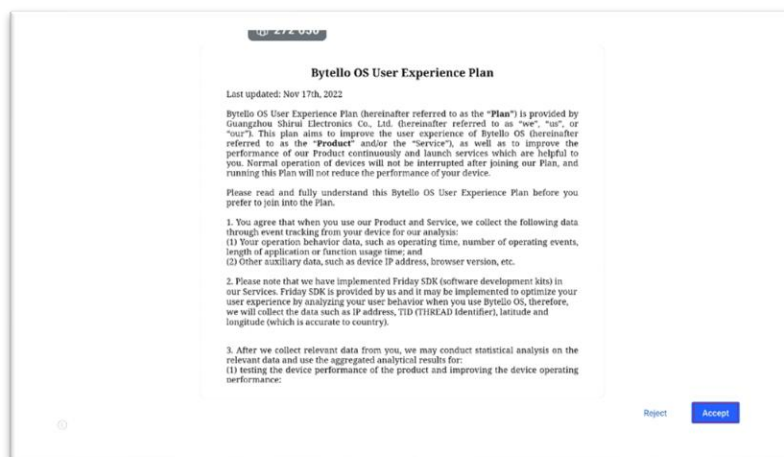 272 030
Bytello OS User Experience Plan
Last updated: Nov 17th, 2022
Bytello OS User Experience Plan (hereinafter referred to as the “Plan”) is provided by
Guangzhou Shirui Electronics Co., Ltd. (hereinafter referred to as “we”, “us”, or
“our”). This plan aims to improve the user experience of Bytello OS (hereinafter
referred to as the “Product” and/or the “Service”), as well as to improve the
performance of our Product continuously and launch services which are helpful to
you. Normal operation of devices will not be interrupted after joining our Plan, and
running this Plan will not reduce the performance of your device.
Please read and fully understand this Bytello OS User Experience Plan before you
prefer to join into the Plan.
1. You agree that when you use our Product and Service, we collect the following data
through event tracking from your device for our analysis:
(1) Your operation behavior data, such as operating time, number of operating events,
length of application or function usage time; and
(2) Other auxiliary data, such as device IP address, browser version, etc.
2. Please note that we have implemented Friday SDK (software development kits) in
our Services. Friday SDK is provided by us and it may be implemented to optimize your
user experience by analyzing your user behavior when you use Bytello OS, therefore,
we will collect the data such as IP address, TID (THREAD Identifier), latitude and
longitude (which is accurate to country).
3. After we collect relevant data from you, we may conduct statistical analysis on the
relevant data and use the aggregated analytical results for:
(1) testing the device performance of the product and improving the device operating
performance;
Reject
Accept